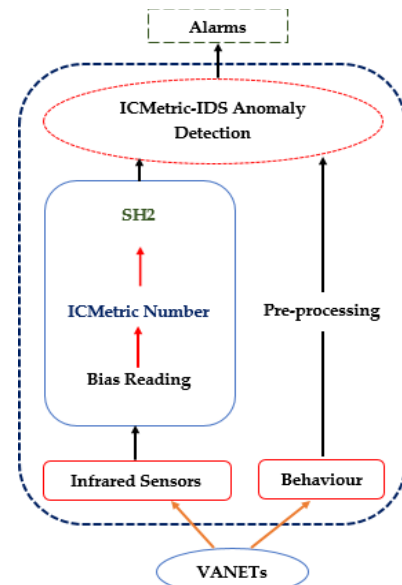 Alarms
ICMetric-IDS Anomaly
Detection
SH2
ICMetric Number
Pre-processing
Bias Reading
Infrared Sensors
Behaviour
VANETs